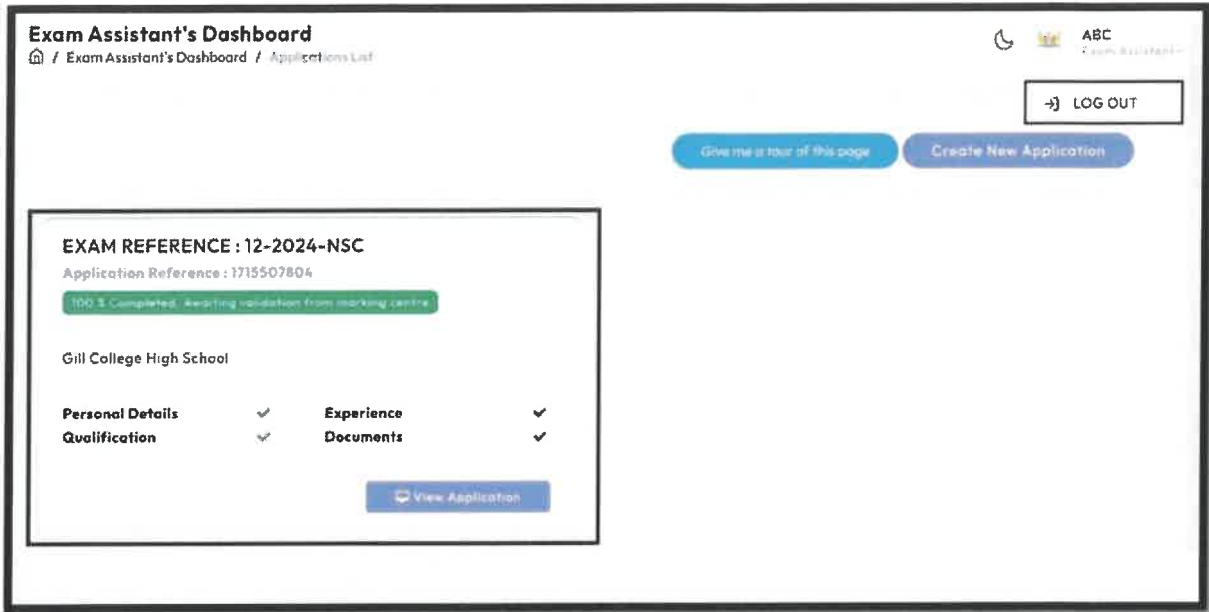 Exam Assistant's Dashboard
/ Exam Assistant's Dashboard / Applications List
ABC
Exam Assistant
LOG OUT
Give me a tour of this page
Create New Application
EXAM REFERENCE : 12-2024-NSC
Application Reference : 1715507804
100 % Completed. Awaiting validation from marking centre
Gill College High School
Personal Details Experience
Qualification Documents
View Application